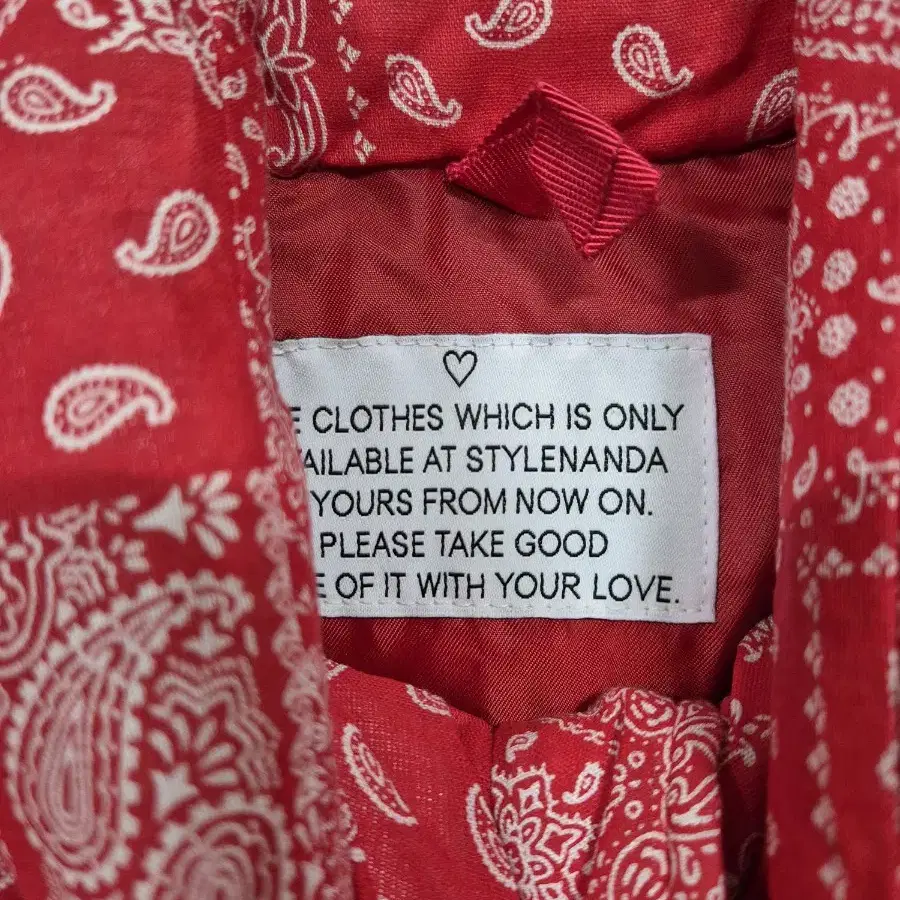 CLOTHES WHICH IS ONLY
AILABLE AT STYLENANDA
YOURS FROM NOW ON.
PLEASE TAKE GOOD
OF IT WITH YOUR LOVE.